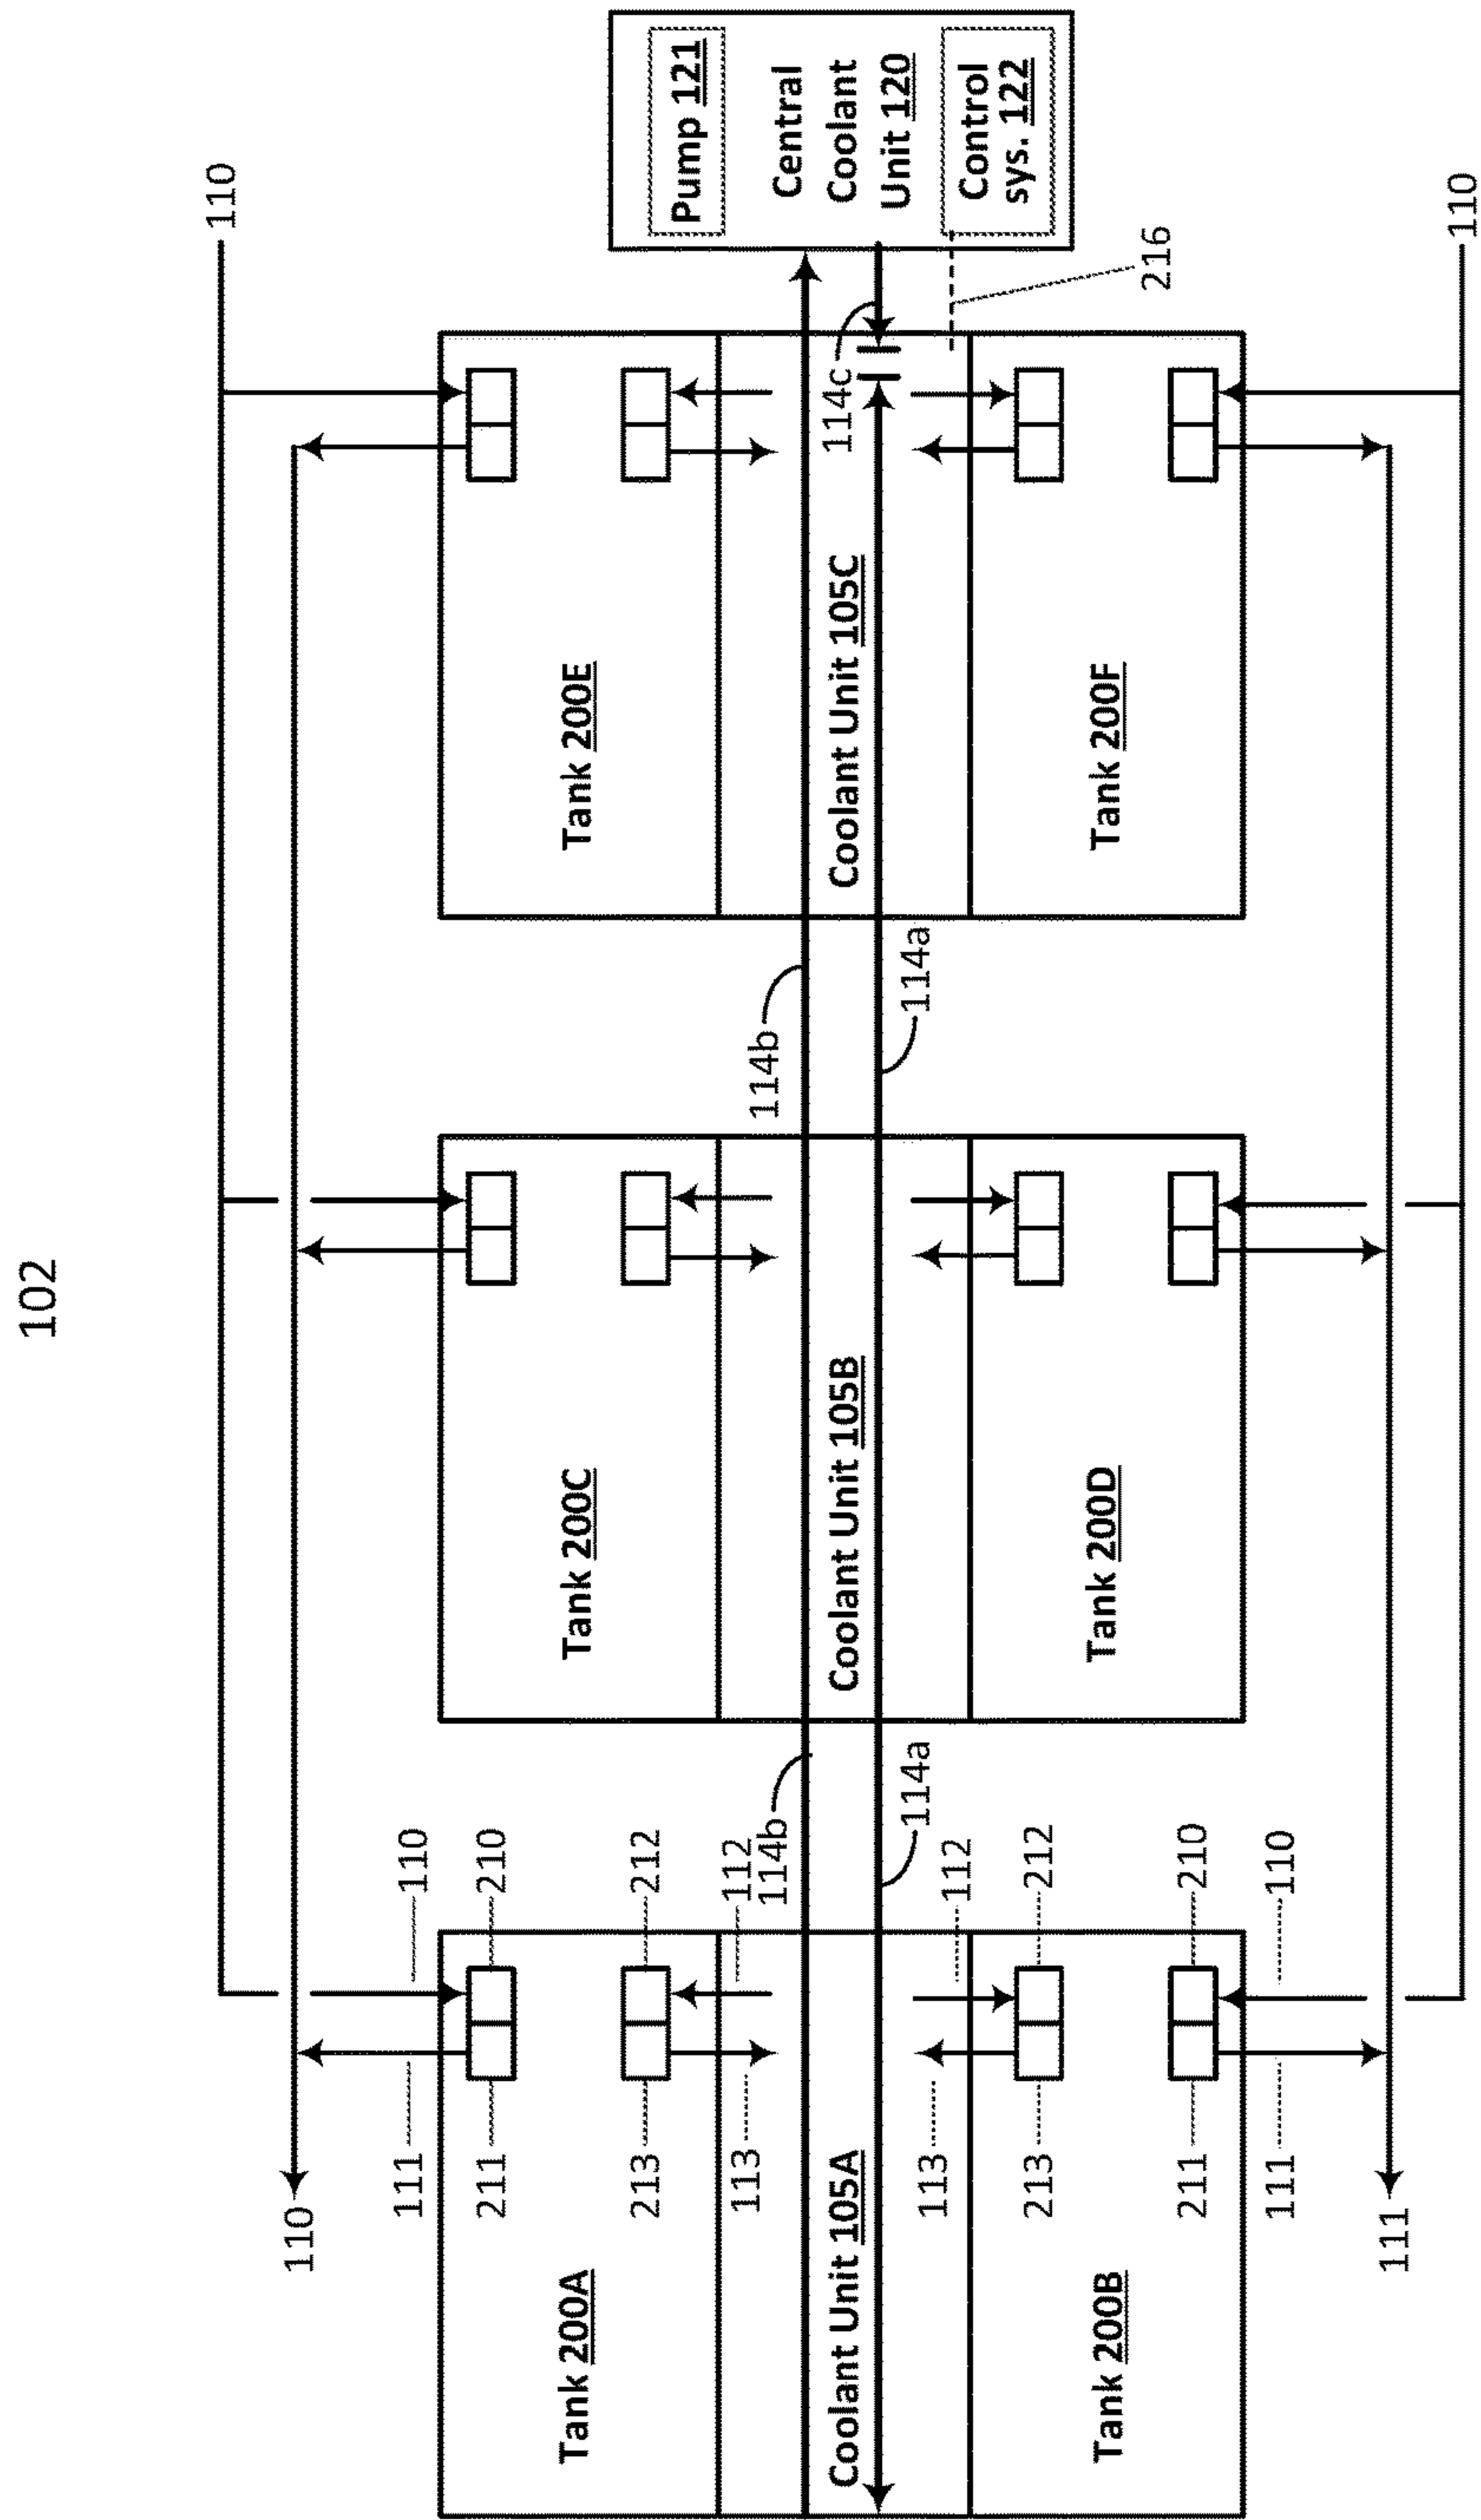 102
110
110
111
110
211
210
213
212
113
112
114b
114b
114a
114a
114c
113
112
213
212
211
210
111
110
111
110
216
Tank 200A
Coolant Unit 105A
Tank 200B
Tank 200C
Coolant Unit 105B
Tank 200D
Tank 200E
Coolant Unit 105C
Tank 200F
Pump 121
Central
Coolant
Unit 120
Control
sys. 122